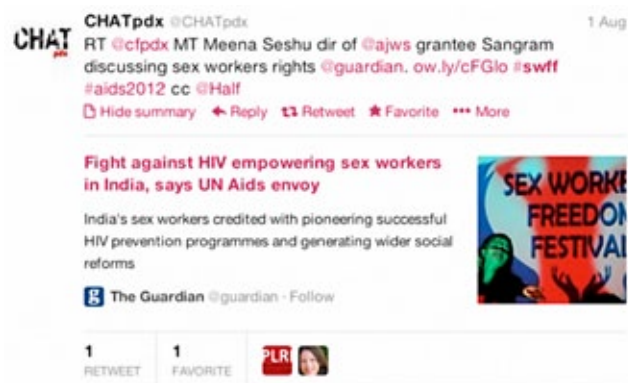 CHATpdx @CHATpdx 1 Aug
CHAT
pdx
RT @cfpdx MT Meena Seshu dir of @ajws grantee Sangram
discussing sex workers rights @guardian. ow.ly/cFGlo #swff
#aids2012 cc @Half
Hide summary Reply Retweet Favorite ••• More
Fight against HIV empowering sex workers
in India, says UN Aids envoy
India's sex workers credited with pioneering successful
HIV prevention programmes and generating wider social
reforms
g The Guardian @guardian · Follow
SEX WORKE
FREEDOM
FESTIVAL
1 1
RETWEET FAVORITE
PLRI